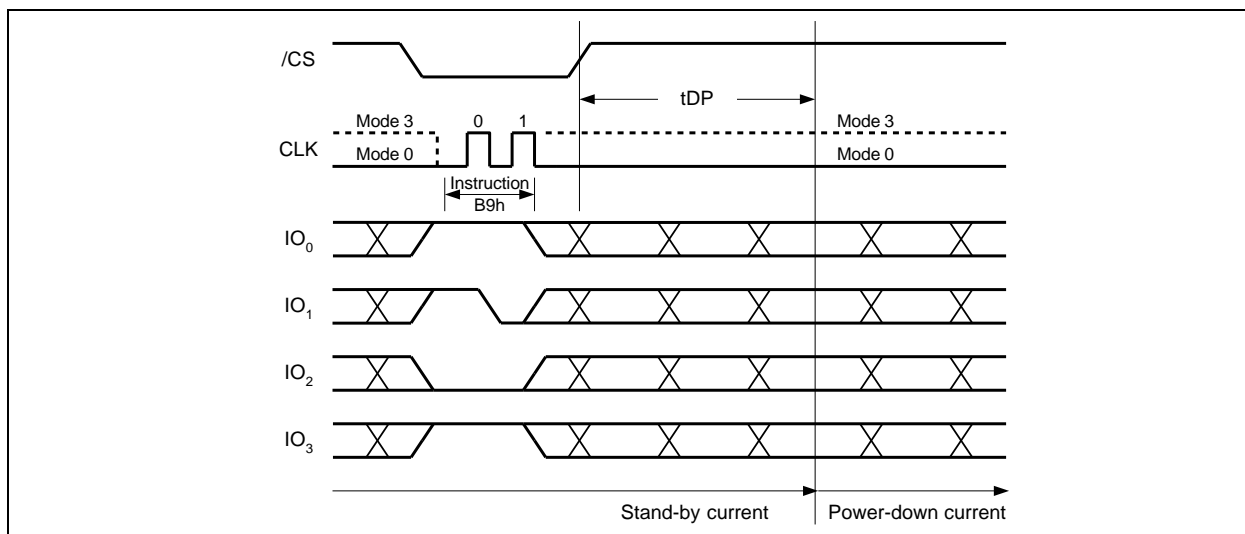 /CS
tDP
Mode 3 0 1 Mode 3
CLK
Mode 0 Mode 0
Instruction
B9h
IO0
IO1
IO2
IO3
Stand-by current Power-down current